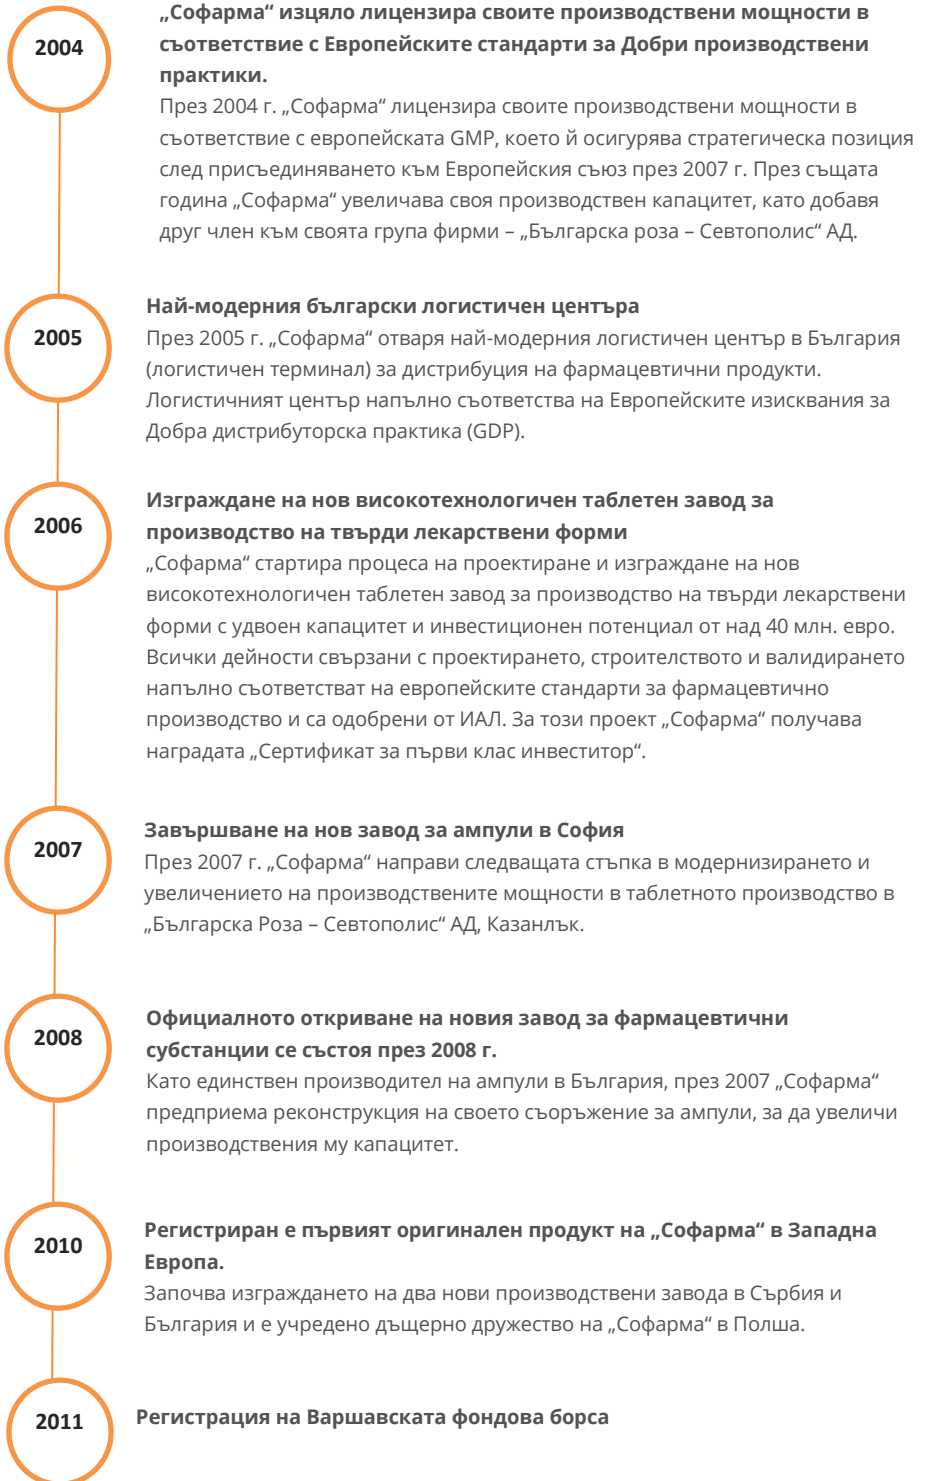 2004
„Софарма“ изцяло лицензира своите производствени мощности в
съответствие с Европейските стандарти за Добри производствени
практики.
През 2004 г. „Софарма“ лицензира своите производствени мощности в
съответствие с европейската GMP, което й осигурява стратегическа позиция
след присъединяването към Европейския съюз през 2007 г. През същата
година „Софарма“ увеличава своя производствен капацитет, като добавя
друг член към своята група фирми – „Българска роза – Севтополис“ АД.
2005
Най-модерния български логистичен центъра
През 2005 г. „Софарма“ отваря най-модерния логистичен център в България
(логистичен терминал) за дистрибуция на фармацевтични продукти.
Логистичният център напълно съответства на Европейските изисквания за
Добра дистрибуторска практика (GDP).
2006
Изграждане на нов високотехнологичен таблетен завод за
производство на твърди лекарствени форми
„Софарма“ стартира процеса на проектиране и изграждане на нов
високотехнологичен таблетен завод за производство на твърди лекарствени
форми с удвоен капацитет и инвестиционен потенциал от над 40 млн. евро.
Всички дейности свързани с проектирането, строителството и валидирането
напълно съответстват на европейските стандарти за фармацевтично
производство и са одобрени от ИАЛ. За този проект „Софарма“ получава
наградата „Сертификат за първи клас инвеститор“.
2007
Завършване на нов завод за ампули в София
През 2007 г. „Софарма“ направи следващата стъпка в модернизирането и
увеличението на производствените мощности в таблетното производство в
„Българска Роза – Севтополис“ АД, Казанлък.
2008
Официалното откриване на новия завод за фармацевтични
субстанции се състоя през 2008 г.
Като единствен производител на ампули в България, през 2007 „Софарма“
предприема реконструкция на своето съоръжение за ампули, за да увеличи
производствения му капацитет.
2010
Регистриран е първият оригинален продукт на „Софарма“ в Западна
Европа.
Започва изграждането на два нови производствени завода в Сърбия и
България и е учредено дъщерно дружество на „Софарма“ в Полша.
2011
Регистрация на Варшавската фондова борса